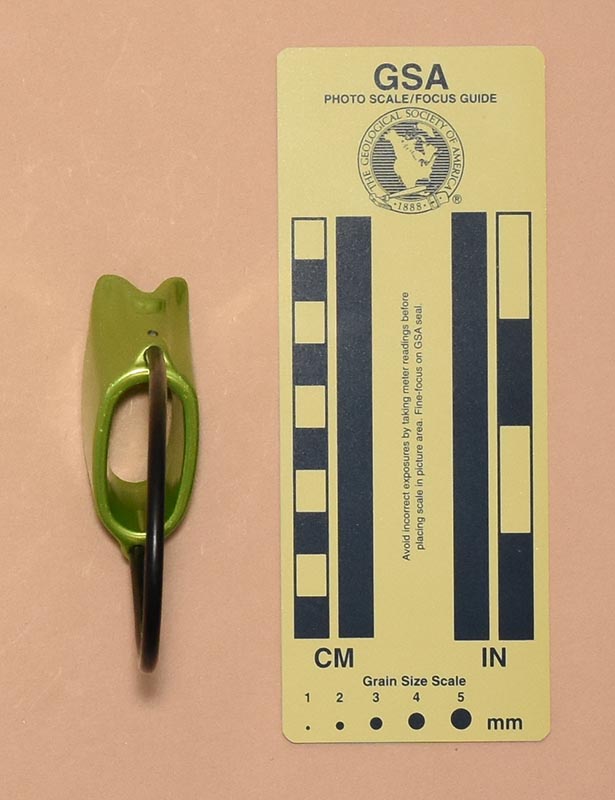 GSA
PHOTO SCALE/FOCUS GUIDE
THE GEOLOGICAL SOCIETY OF AMERICA
·1888·
®
Avoid incorrect exposures by taking meter readings before
placing scale in picture area. Fine-focus on GSA seal.
CM
IN
Grain Size Scale
1 2 3 4 5
mm